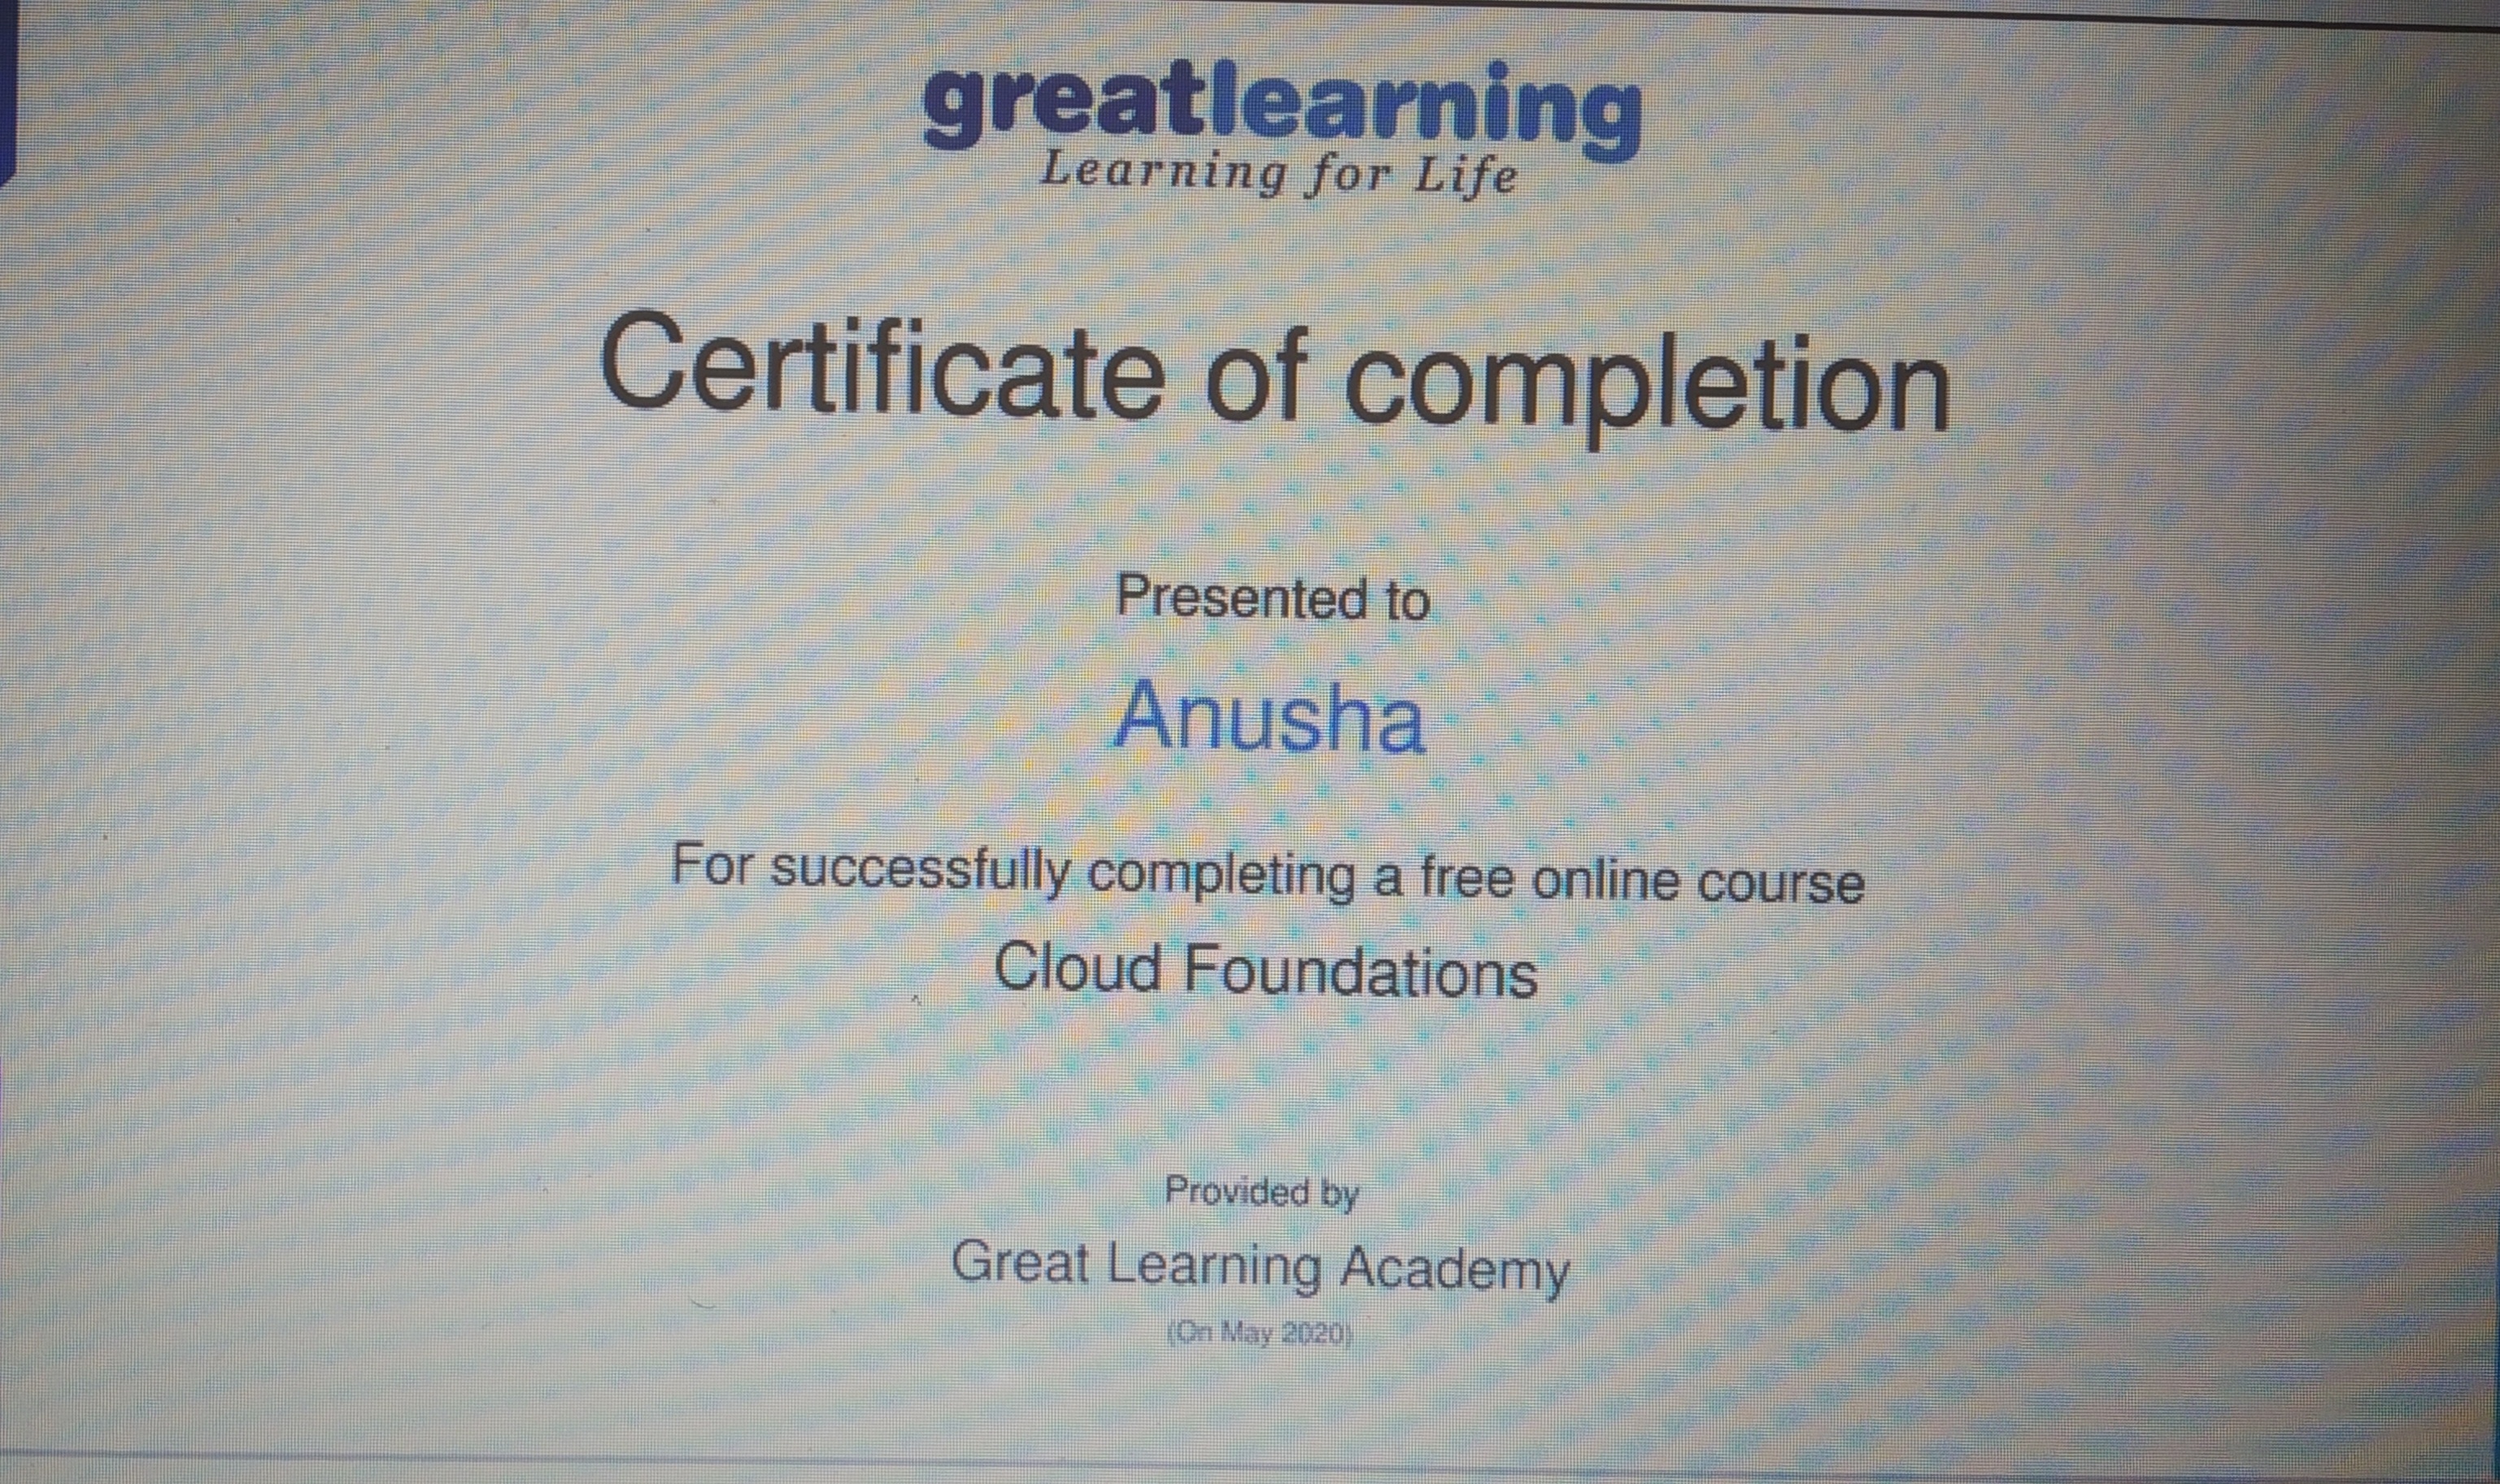 greatlearning
Learning for Life
Certificate of completion
Presented to
Anusha
For successfully completing a free online course
Cloud Foundations
Provided by
Great Learning Academy
(On May 2020)